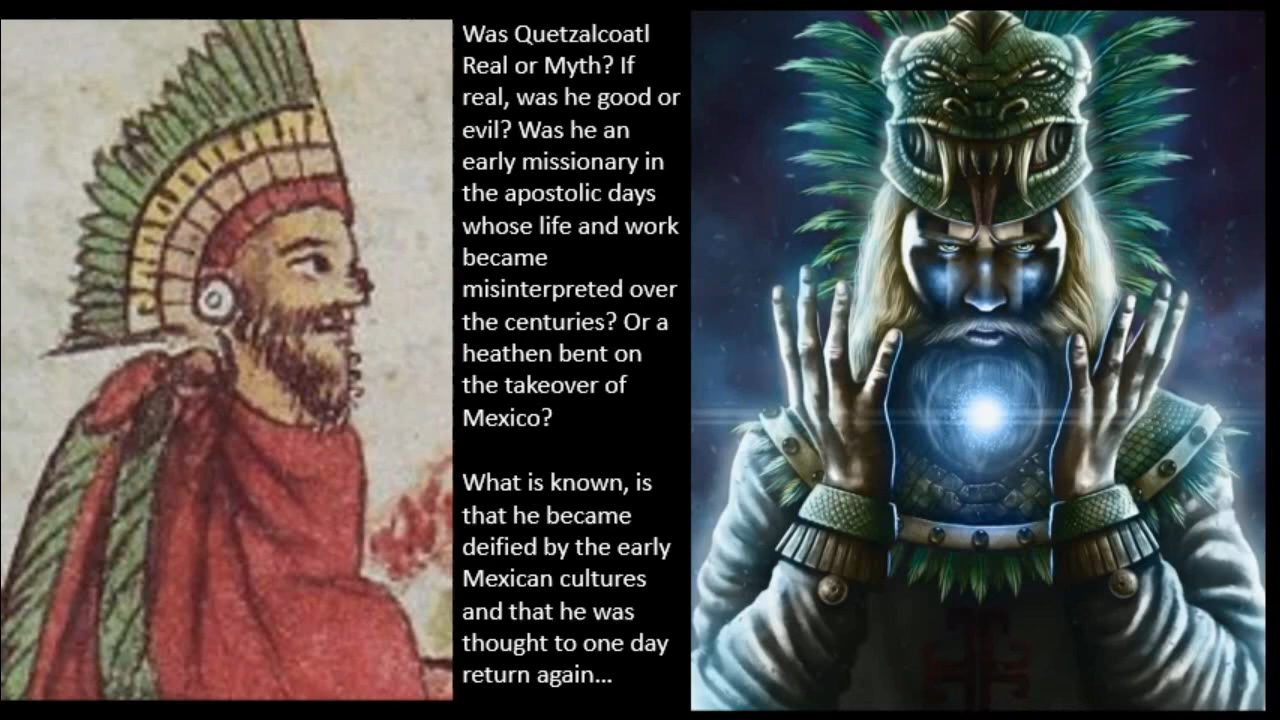 Was Quetzalcoatl
Real or Myth? If
real, was he good or
evil? Was he an
early missionary in
the apostolic days
whose life and work
became
misinterpreted over
the centuries? Or a
heathen bent on
the takeover of
Mexico?
What is known, is
that he became
deified by the early
Mexican cultures
and that he was
thought to one day
return again...